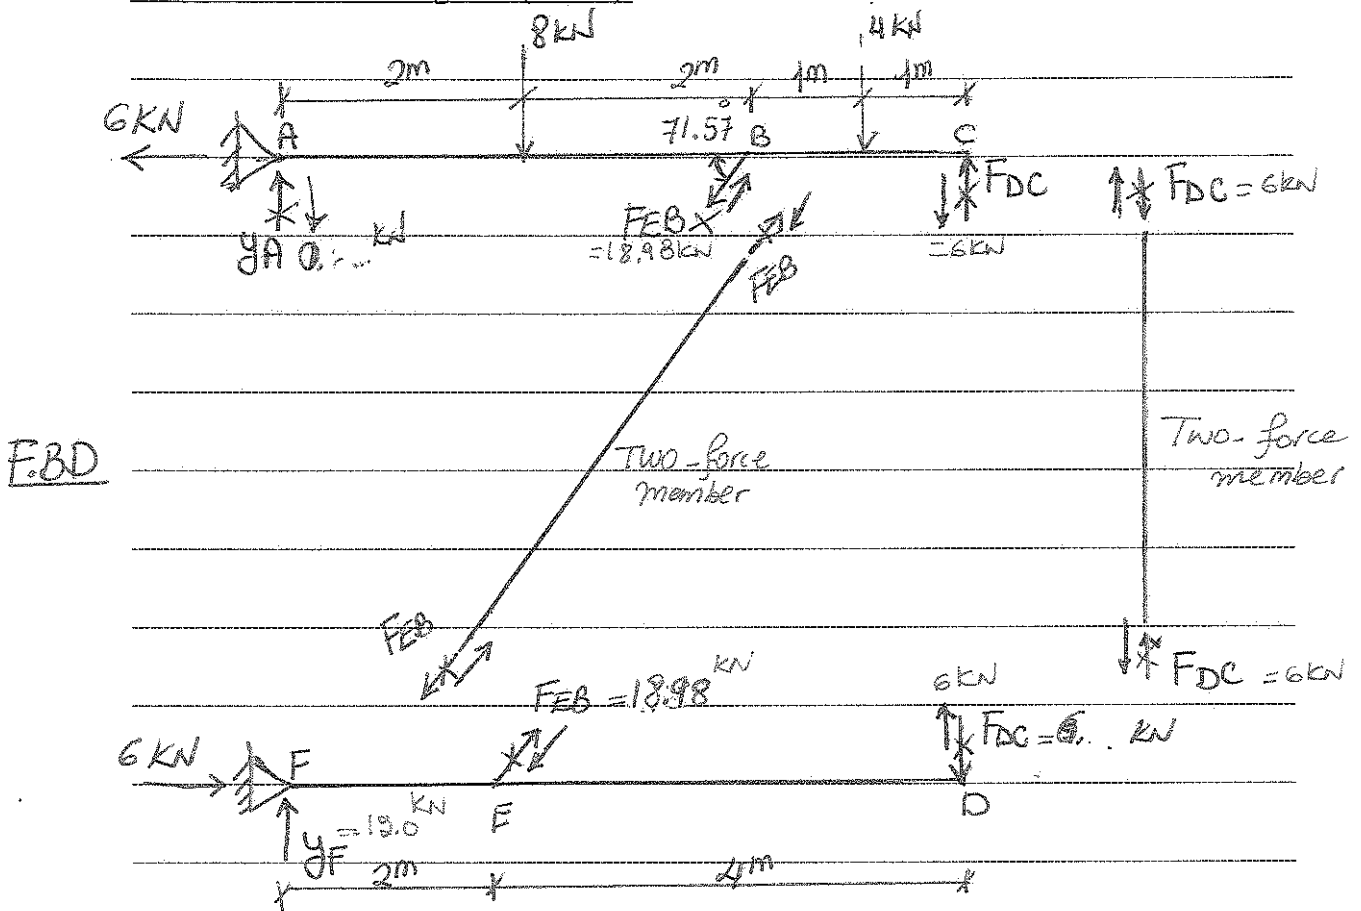 8KN 4KN
2m 2m 1m 1m
6KN A 71.57° B C
FEB FDC FDC = 6KN
yA 0.... KN =18.98KN =6KN
FEB
F.BD
Two-force
member
Two-force
member
FEB
FEB = 18.98 KN 6KN FDC = 6KN
6KN F FDC = 6... KN
E D
yF
2m 4m